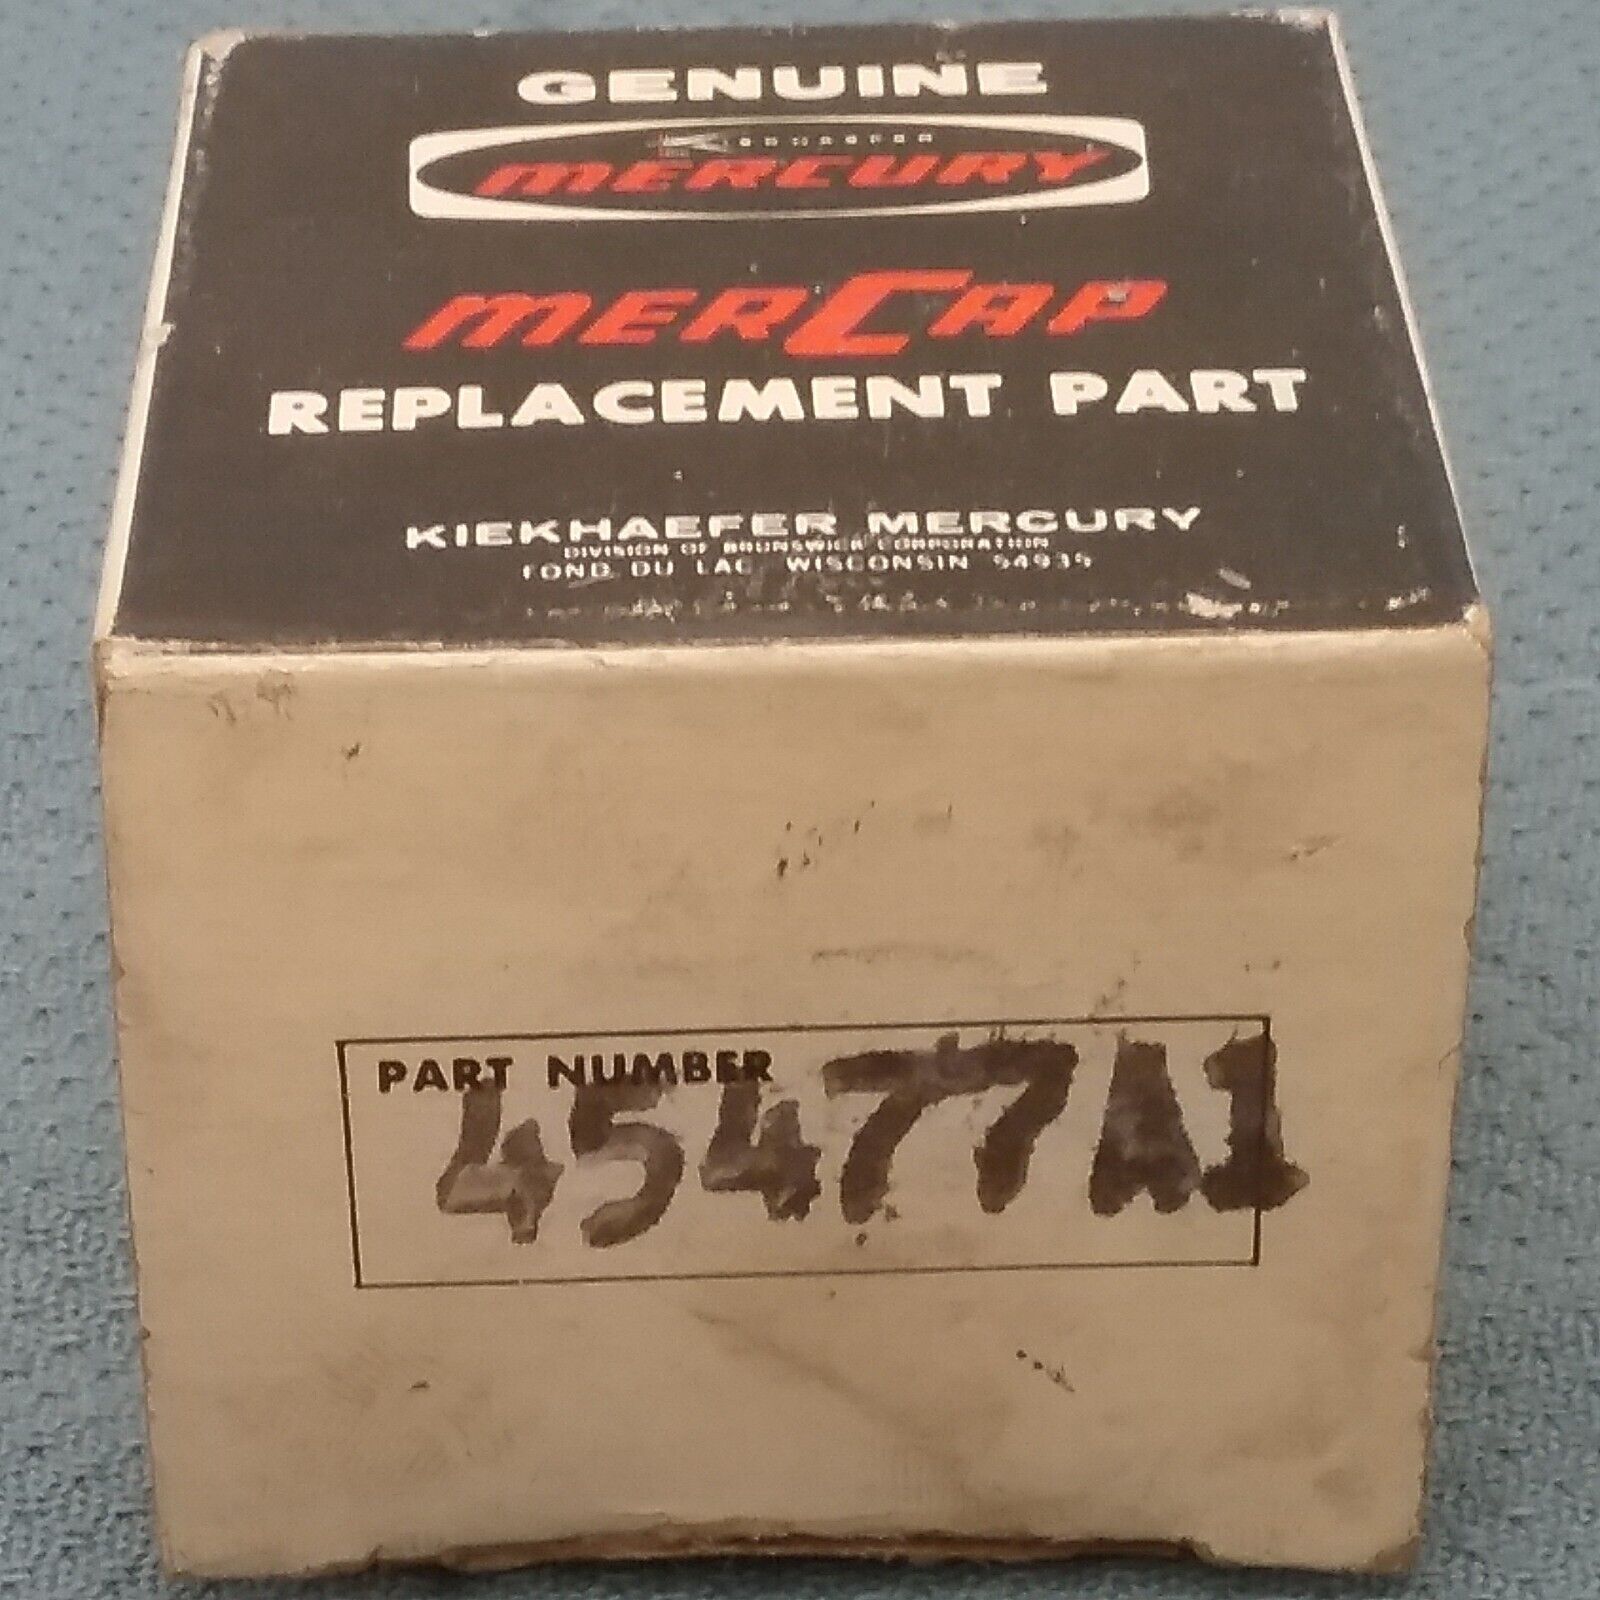 GENUINE
KIEKHAEFER
MERCURY
MERCAP
REPLACEMENT PART
KIEKHAEFER MERCURY
DIVISION OF BRUNSWICK CORPORATION
FOND DU LAC, WISCONSIN 54935
PART NUMBER
45477A1